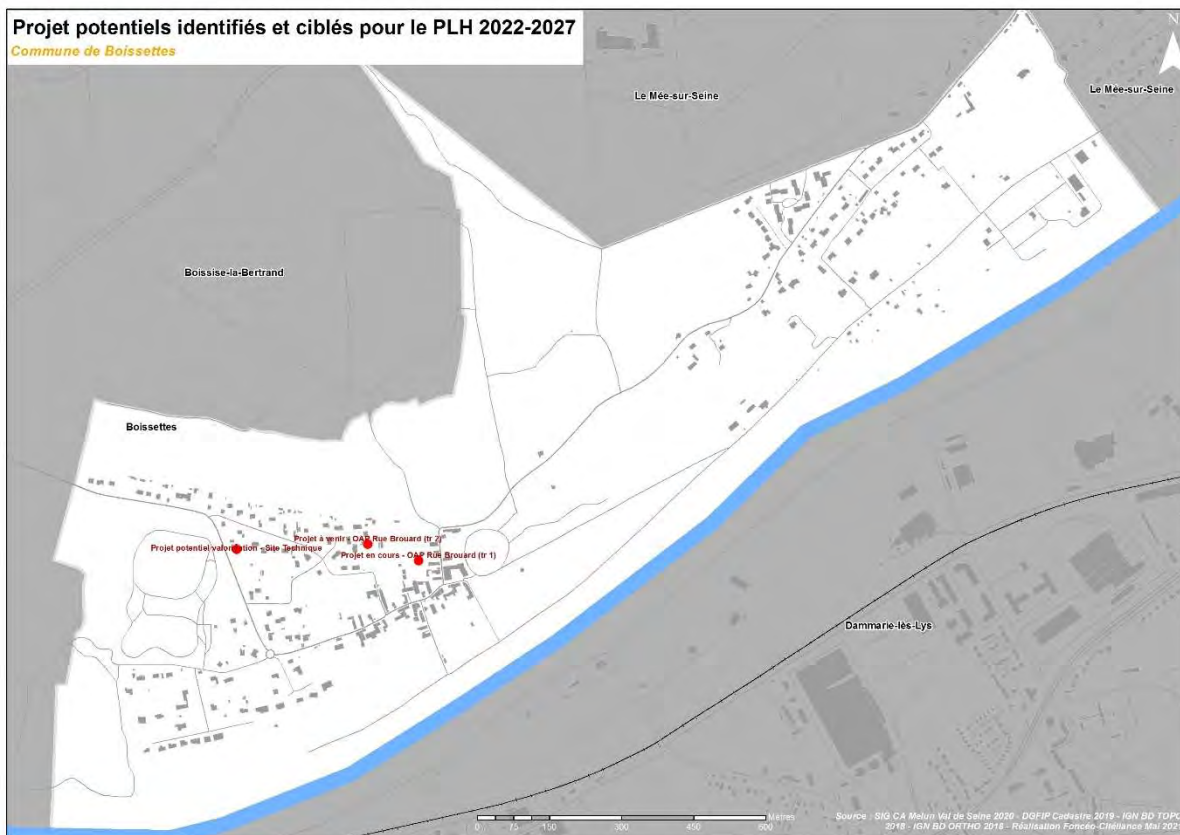 Projet potentiels identifiés et ciblés pour le PLH 2022-2027
Commune de Boissettes
N
Le Mée-sur-Seine
Le Mée-sur-Seine
Boissise-la-Bertrand
Boissettes
Projet à venir - OAP Rue Brouard (tr 2)
Projet potentiel valorisation - Site Technique
Projet en cours - OAP Rue Brouard (tr 1)
Dammarie-lès-Lys
Mètres
0 75 150 300 450 600
Source : SIG CA Melun Val de Seine 2020 - DGFIP Cadastre 2019 - IGN BD TOPO
2018 - IGN BD ORTHO 2018 - Réalisation Foncéo-Citéliance Mai 2021